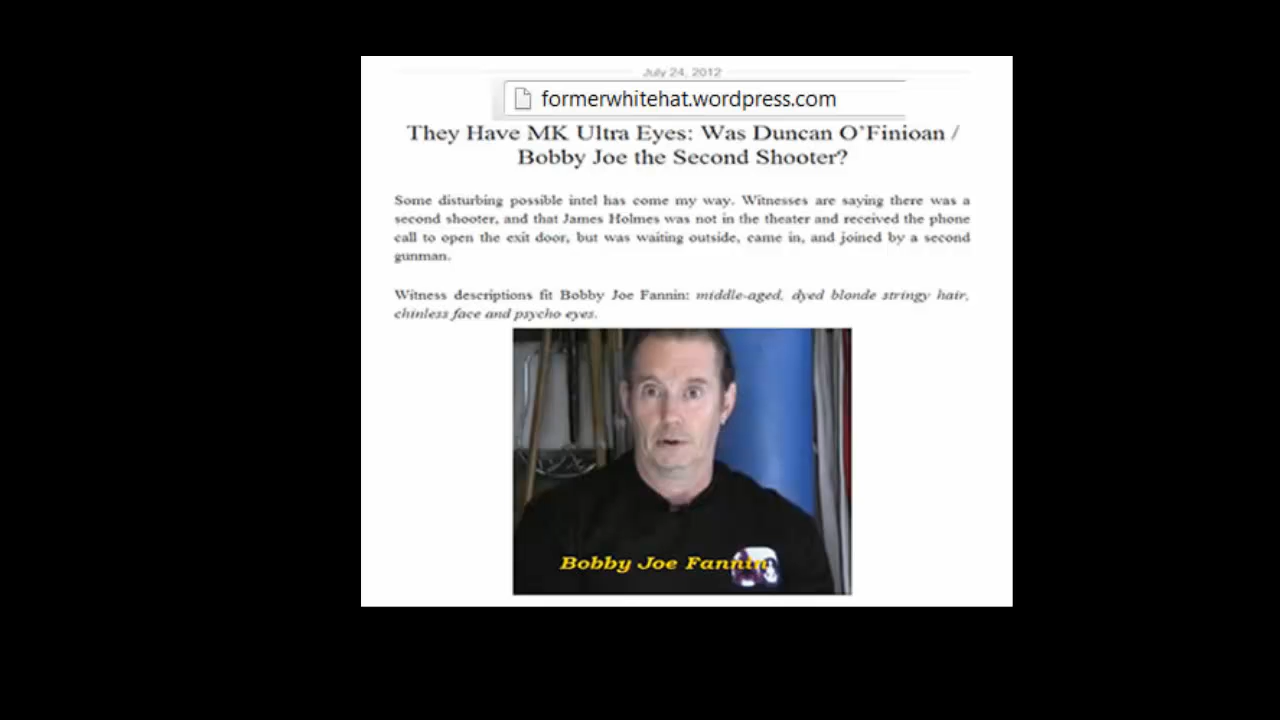 July 24, 2012
formerwhitehat.wordpress.com
They Have MK Ultra Eyes: Was Duncan O'Finioan /
Bobby Joe the Second Shooter?
Some disturbing possible intel has come my way. Witnesses are saying there was a
second shooter, and that James Holmes was not in the theater and received the phone
call to open the exit door, but was waiting outside, came in, and joined by a second
gunman.
Witness descriptions fit Bobby Joe Fannin: middle-aged, dyed blonde stringy hair,
chinless face and psycho eyes.
Bobby Joe Fannin